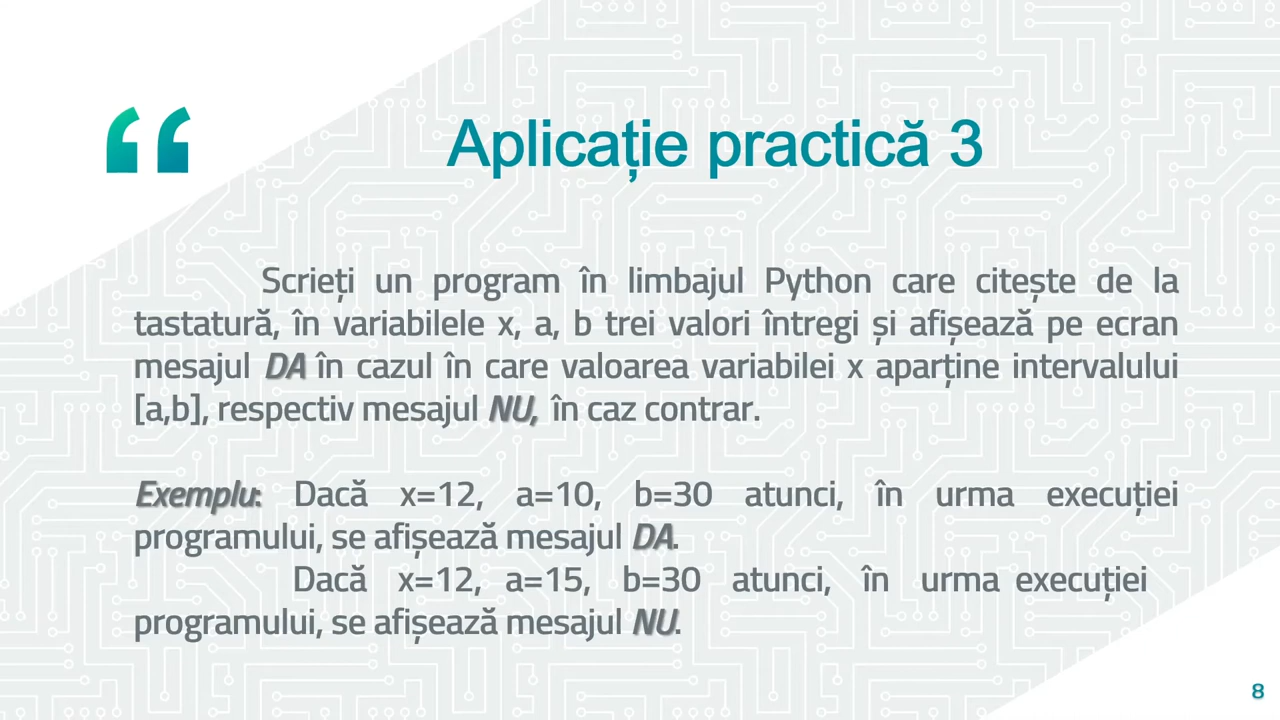 Aplicație practică 3
Scrieți un program în limbajul Python care citește de la
tastatură, în variabilele x, a, b trei valori întregi și afișează pe ecran
mesajul DA în cazul în care valoarea variabilei x aparține intervalului
[a,b], respectiv mesajul NU, în caz contrar.
Exemplu: Dacă x=12, a=10, b=30 atunci, în urma execuției
programului, se afișează mesajul DA.
Dacă x=12, a=15, b=30 atunci, în urma execuției
programului, se afișează mesajul NU.
8